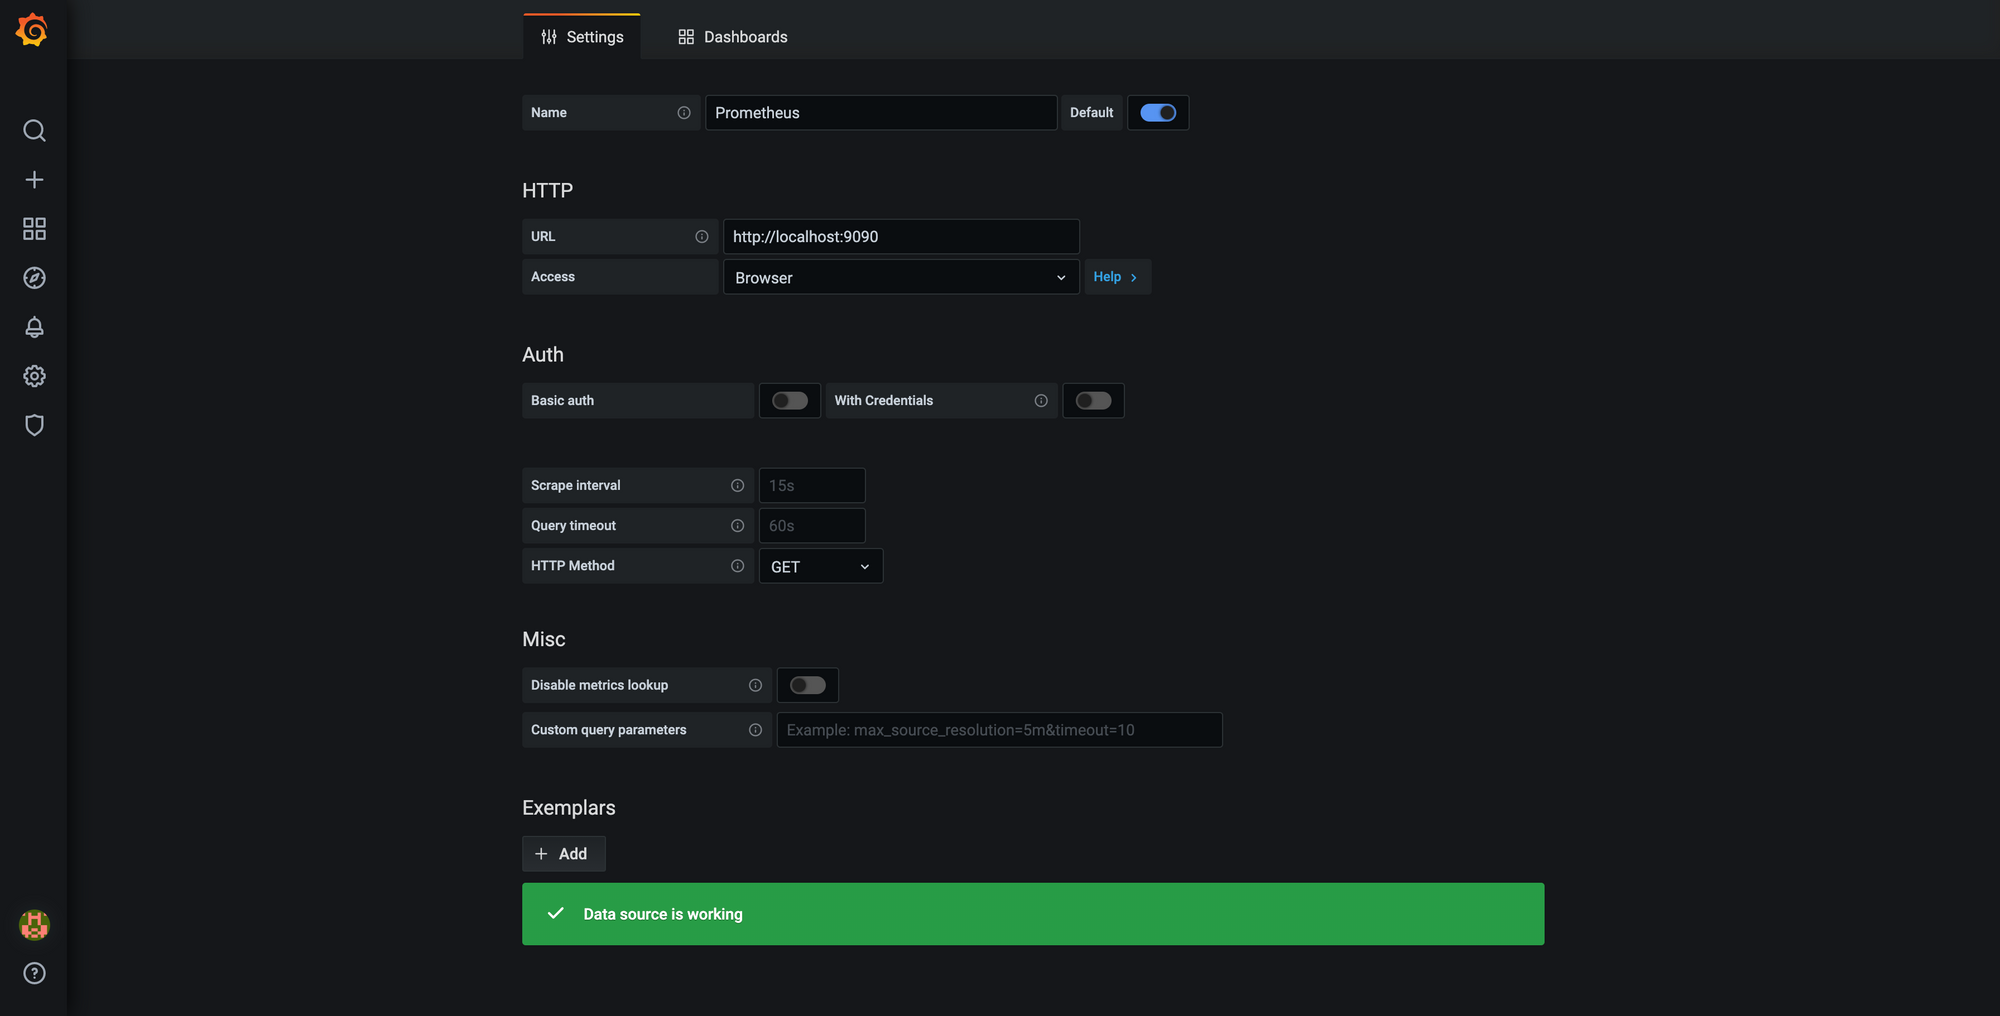 Settings
Dashboards
Name
Prometheus
Default
HTTP
URL
http://localhost:9090
Access
Browser
Help
Auth
Basic auth
With Credentials
Scrape interval
15s
Query timeout
60s
HTTP Method
GET
Misc
Disable metrics lookup
Custom query parameters
Example: max_source_resolution=5m&timeout=10
Exemplars
Add
Data source is working